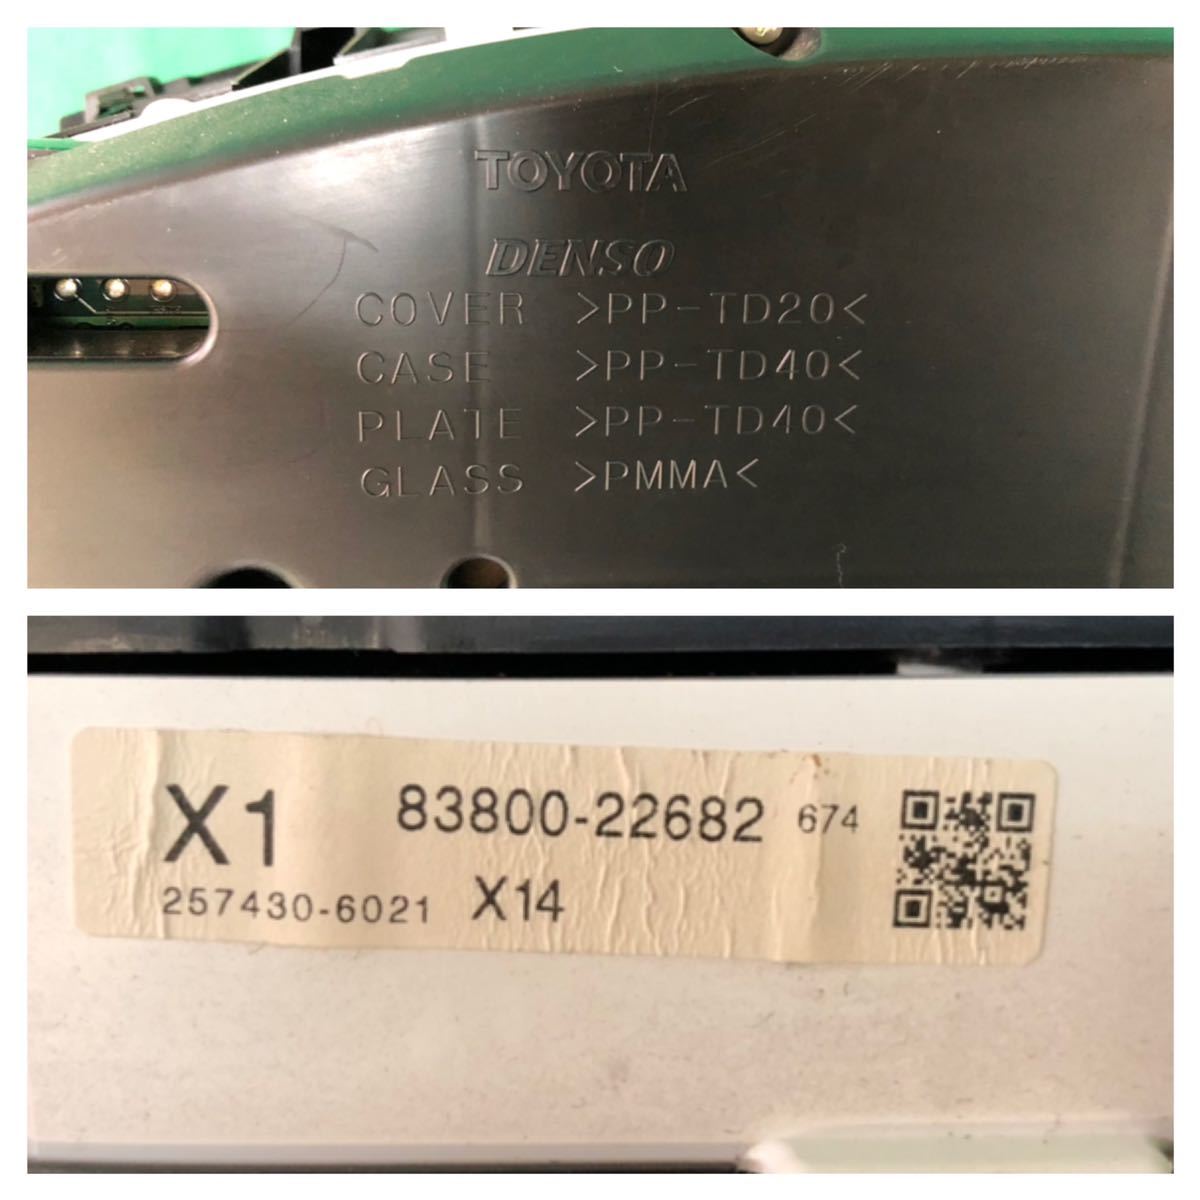 TOYOTA
DENSO
COVER >PP-TD20<
CASE >PP-TD40<
PLATE >PP-TD40<
GLASS >PMMA<
X1 83800-22682 674
257430-6021 X14